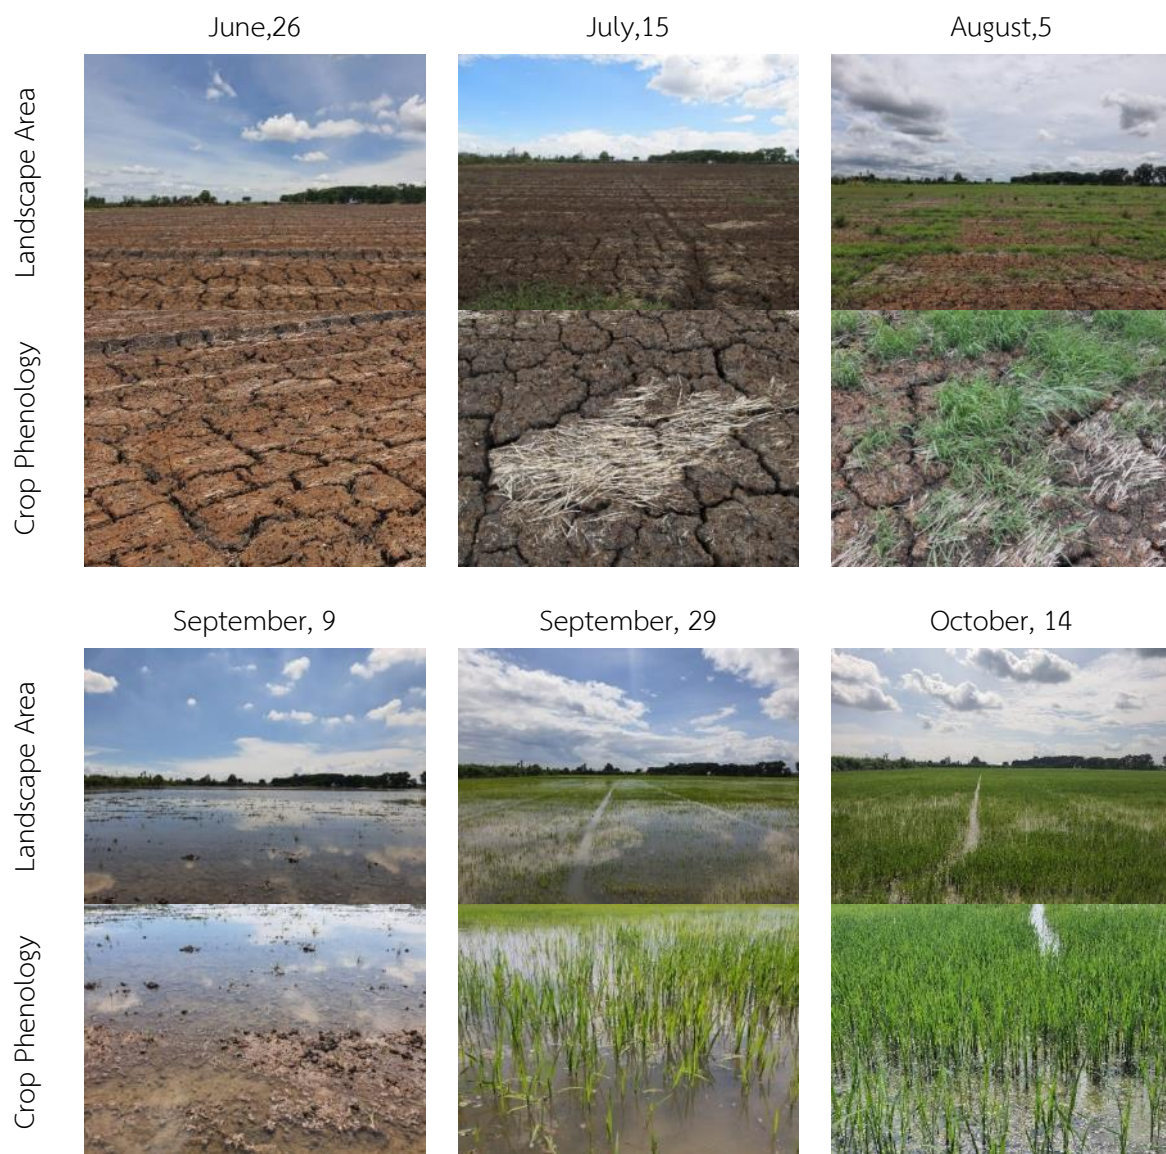 June,26
July,15
August,5
Landscape Area
Crop Phenology
September, 9
September, 29
October, 14
Landscape Area
Crop Phenology